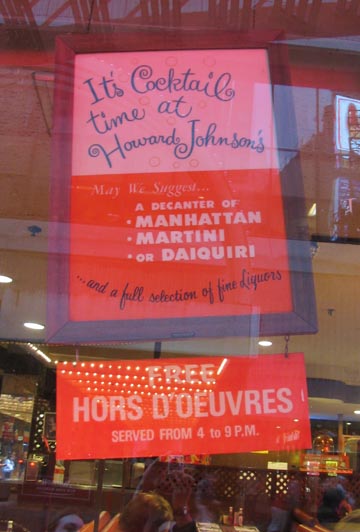 It's Cocktail
time at
Howard Johnson's
May We Suggest...
A DECANTER OF
• MANHATTAN
• MARTINI
• OR DAIQUIRI
...and a full selection of fine Liquors
FREE
HORS D'OEUVRES
SERVED FROM 4 to 9 P.M.